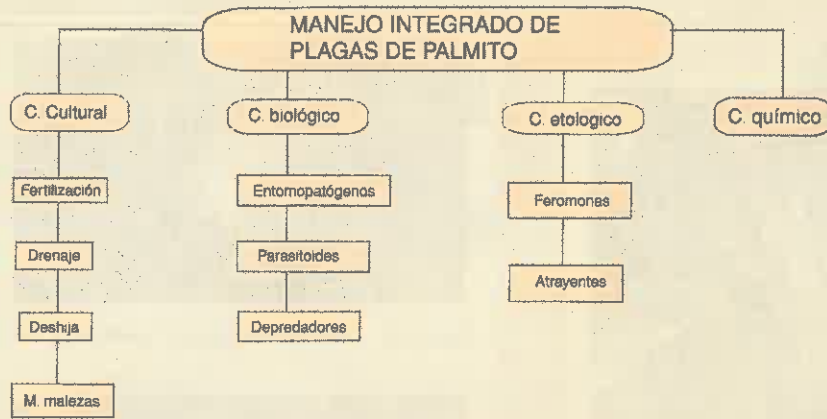 MANEJO INTEGRADO DE
PLAGAS DE PALMITO
C. Cultural
C. biológico
C. etologico
C. químico
Fertilización
Drenaje
Deshija
M. malezas
Entomopatógenos
Parasitoides
Depredadores
Feromonas
Atrayentes